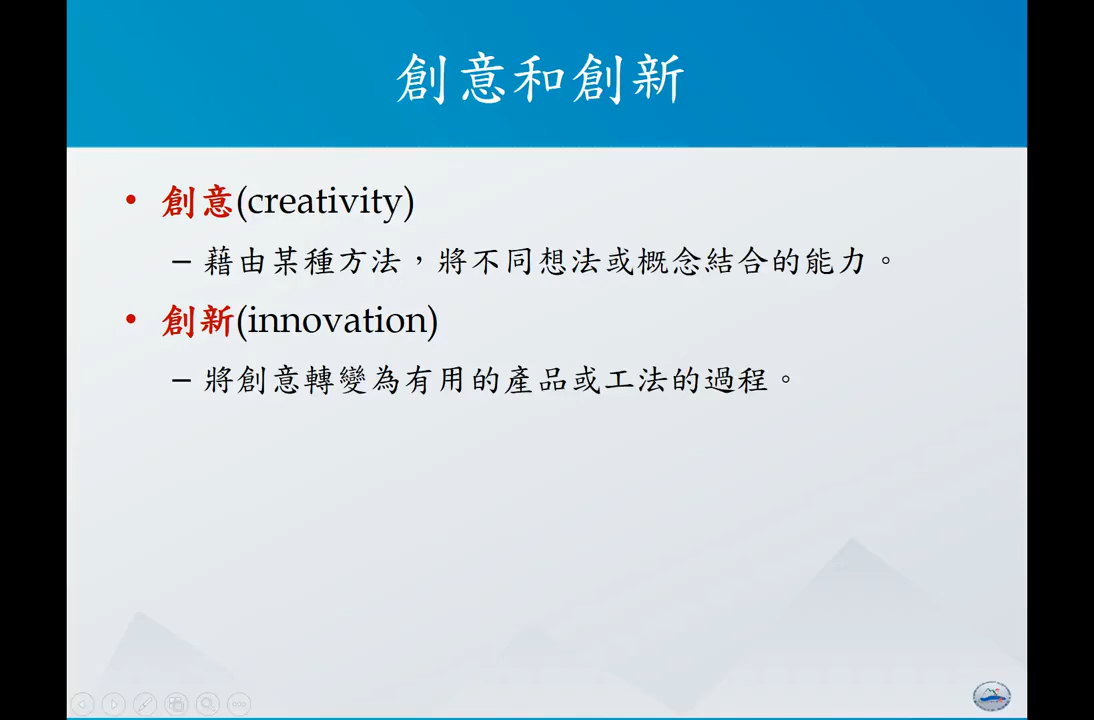 創意和創新
• 創意(creativity)
– 藉由某種方法，將不同想法或概念結合的能力。
• 創新(innovation)
– 將創意轉變為有用的產品或工法的過程。